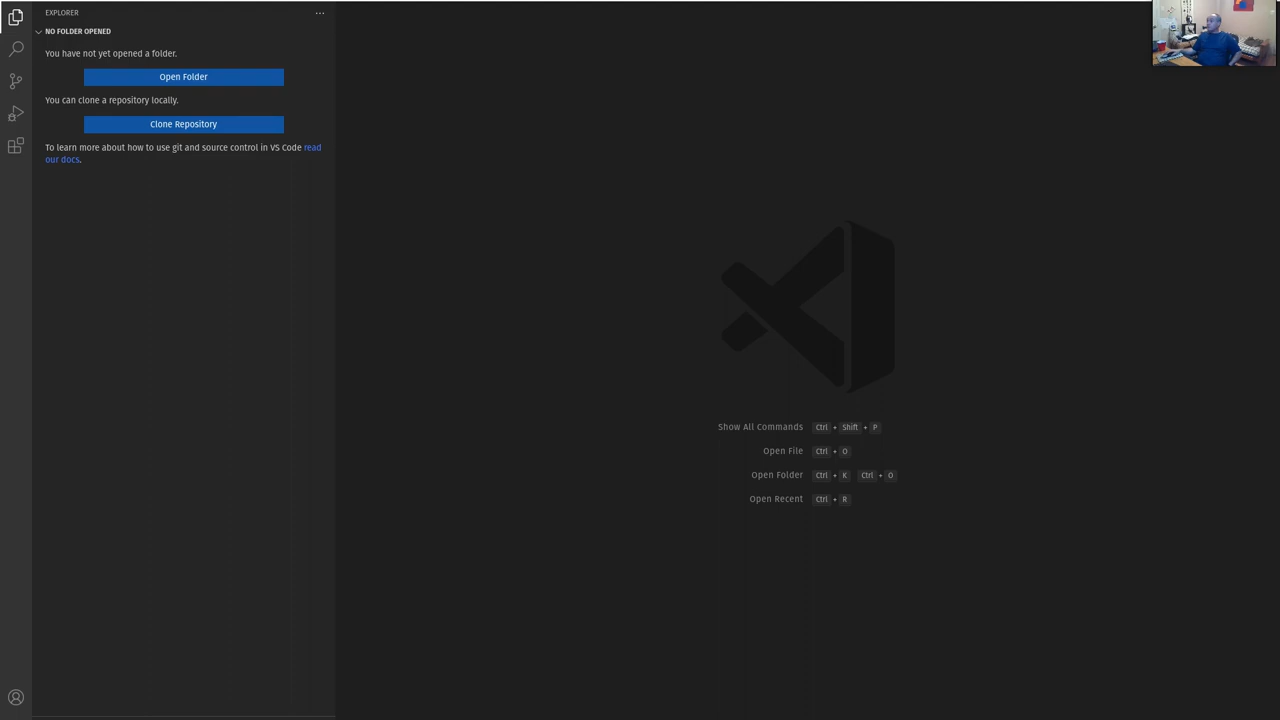 EXPLORER
NO FOLDER OPENED
You have not yet opened a folder.
Open Folder
You can clone a repository locally.
Clone Repository
To learn more about how to use git and source control in VS Code read
our docs.
Show All Commands Ctrl + Shift + P
Open File Ctrl + O
Open Folder Ctrl + K Ctrl + O
Open Recent Ctrl + R